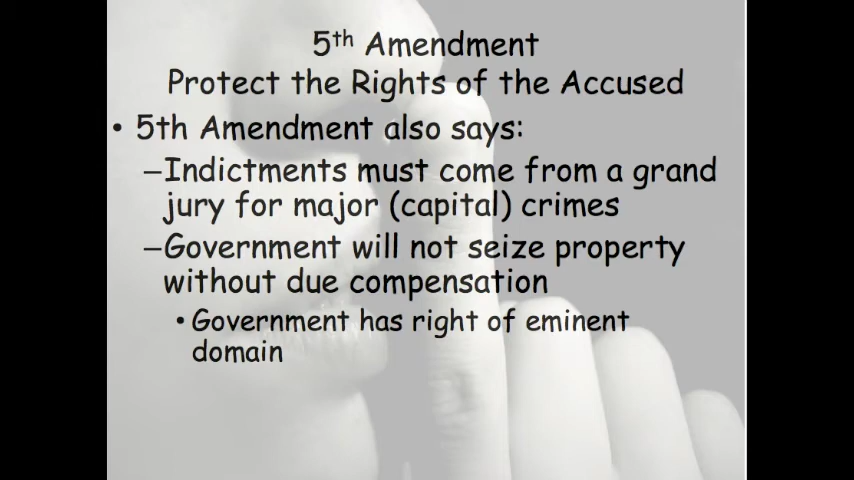 5th Amendment
Protect the Rights of the Accused
• 5th Amendment also says:
–Indictments must come from a grand
jury for major (capital) crimes
–Government will not seize property
without due compensation
• Government has right of eminent
domain